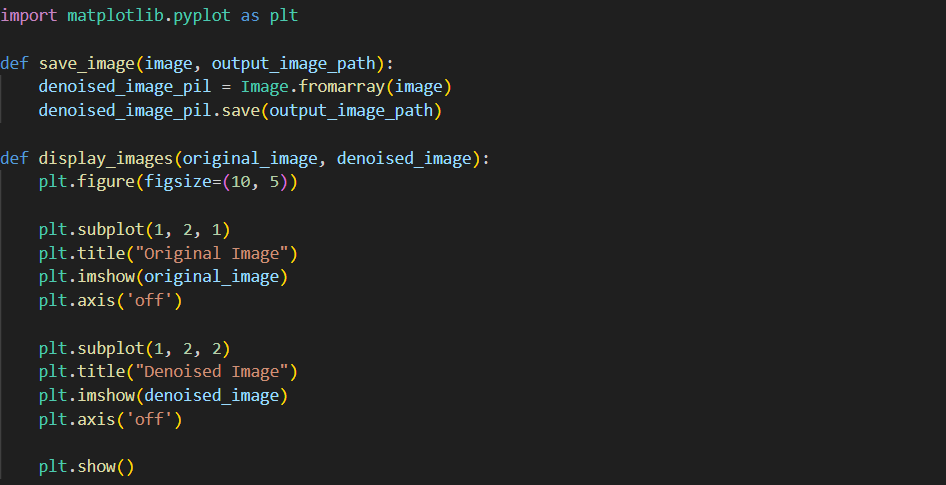 import matplotlib.pyplot as plt
def save_image(image, output_image_path):
    denoised_image_pil = Image.fromarray(image)
    denoised_image_pil.save(output_image_path)
def display_images(original_image, denoised_image):
    plt.figure(figsize=(10, 5))
    plt.subplot(1, 2, 1)
    plt.title("Original Image")
    plt.imshow(original_image)
    plt.axis('off')
    plt.subplot(1, 2, 2)
    plt.title("Denoised Image")
    plt.imshow(denoised_image)
    plt.axis('off')
    plt.show()